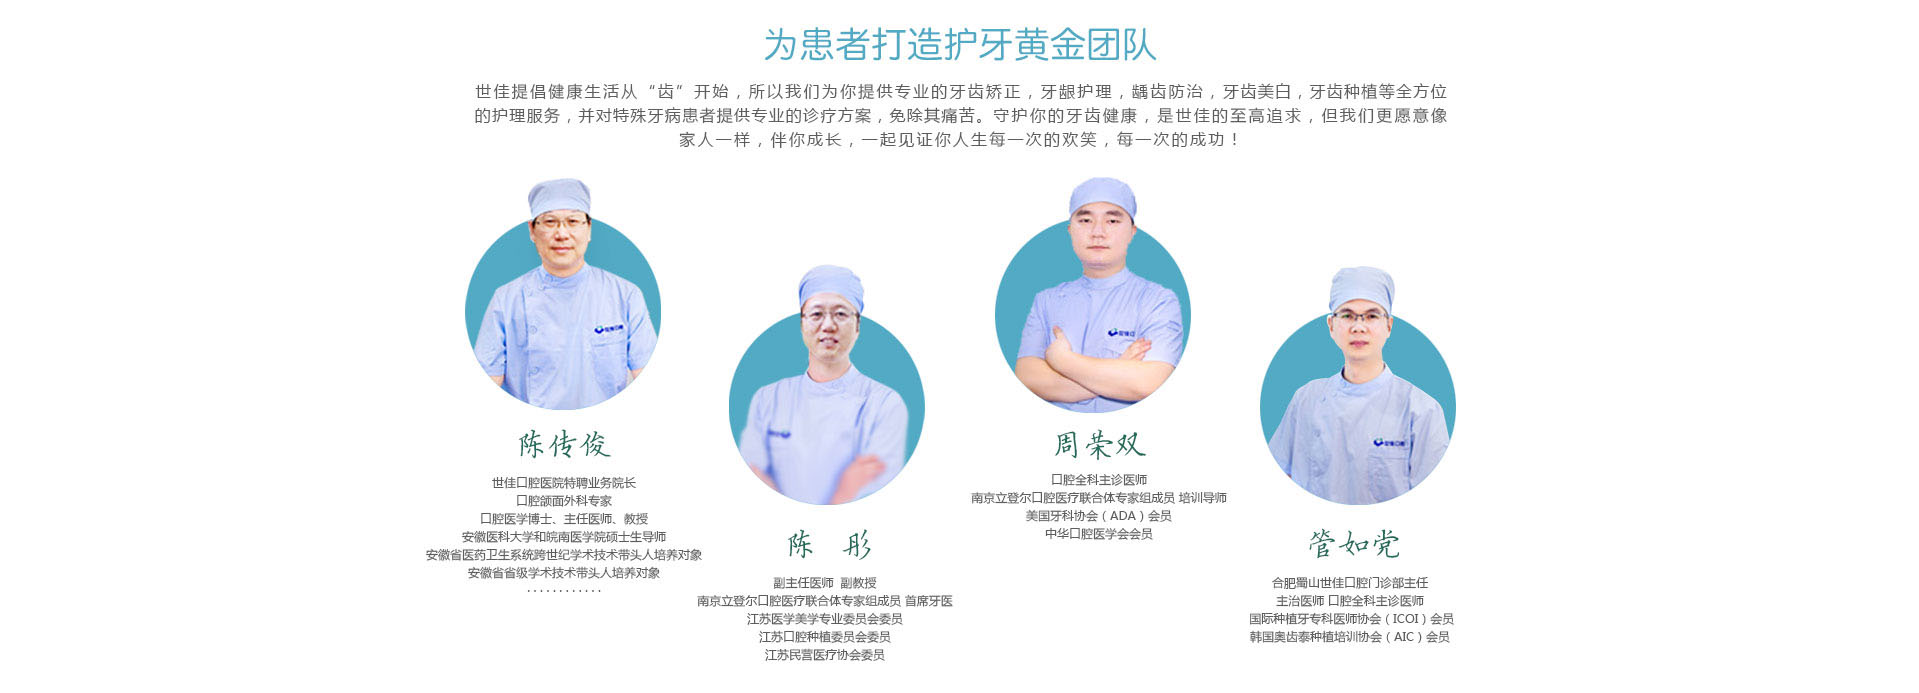 为患者打造护牙黄金团队
世佳提倡健康生活从“齿”开始，所以我们为你提供专业的牙齿矫正，牙龈护理，龋齿防治，牙齿美白，牙齿种植等全方位
的护理服务，并对特殊牙病患者提供专业的诊疗方案，免除其痛苦。守护你的牙齿健康，是世佳的至高追求，但我们更愿意像
家人一样，伴你成长，一起见证你人生每一次的欢笑，每一次的成功！
陈传俊
世佳口腔医院特聘业务院长
口腔颌面外科专家
口腔医学博士、主任医师、教授
安徽医科大学和皖南医学院硕士生导师
安徽省医药卫生系统跨世纪学术技术带头人培养对象
安徽省省级学术技术带头人培养对象
............
陈 彤
副主任医师 副教授
南京立登尔口腔医疗联合体专家组成员 首席牙医
江苏医学美学专业委员会委员
江苏口腔种植委员会委员
江苏民营医疗协会委员
周荣双
口腔全科主诊医师
南京立登尔口腔医疗联合体专家组成员 培训导师
美国牙科协会（ADA）会员
中华口腔医学会会员
管如党
合肥蜀山世佳口腔门诊部主任
主治医师 口腔全科主诊医师
国际种植牙专科医师协会（ICOI）会员
韩国奥齿泰种植培训协会（AIC）会员